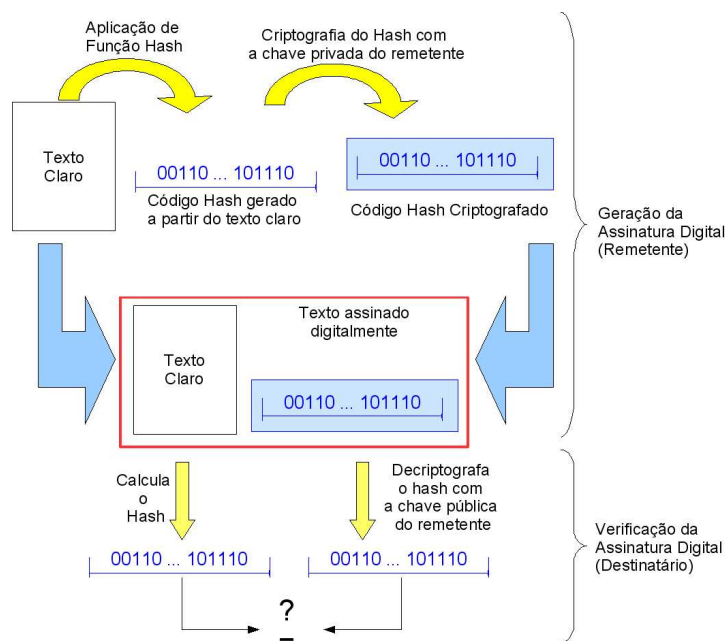 Aplicação de
Função Hash
Criptografia do Hash com
a chave privada do remetente
Texto
Claro
00110 ... 101110
Código Hash gerado
a partir do texto claro
00110 ... 101110
Código Hash Criptografado
Geração da
Assinatura Digital
(Remetente)
Texto assinado
digitalmente
Texto
Claro
00110 ... 101110
Calcula
o
Hash
Decriptografa
o hash com
a chave pública
do remetente
00110 ... 101110
00110 ... 101110
Verificação da
Assinatura Digital
(Destinatário)
?
=